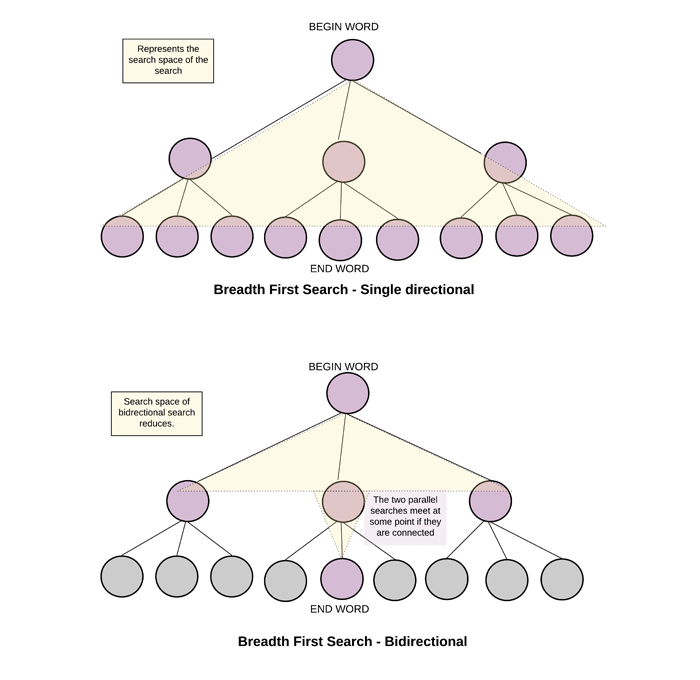 BEGIN WORD
Represents the
search space of the
search
END WORD
Breadth First Search - Single directional
BEGIN WORD
Search space of
bidrectional search
reduces.
The two parallel
searches meet at
some point if they
are connected
END WORD
Breadth First Search - Bidirectional